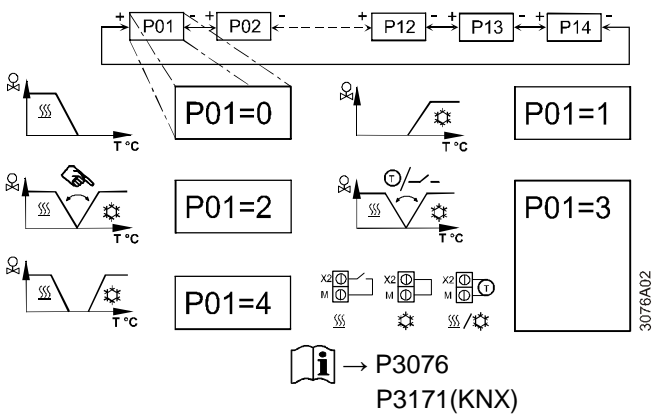 + P01 - + P02 - + P12 - + P13 - + P14 -
P01=0
T °C
P01=1
T °C
P01=2
T °C
T / -
P01=3
T °C
P01=4
T °C
X2 X2 X2
M M M T
/
3076A02
i → P3076
P3171(KNX)